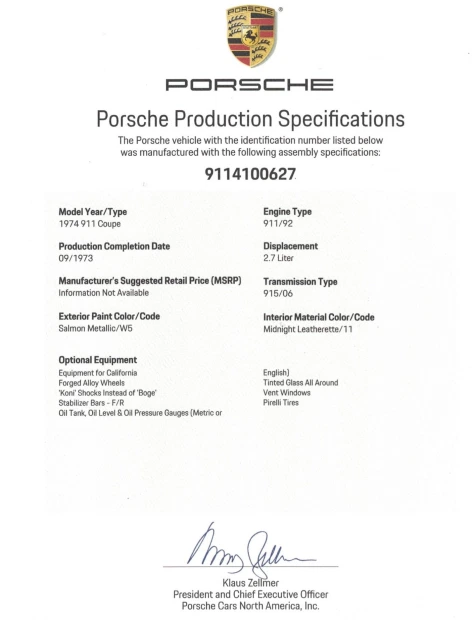 PORSCHE
PORSCHE
Porsche Production Specifications
The Porsche vehicle with the identification number listed below
was manufactured with the following assembly specifications:
9114100627
Model Year/Type
1974 911 Coupe
Engine Type
911/92
Production Completion Date
09/1973
Displacement
2.7 Liter
Manufacturer's Suggested Retail Price (MSRP)
Information Not Available
Transmission Type
915/06
Exterior Paint Color/Code
Salmon Metallic/W5
Interior Material Color/Code
Midnight Leatherette/11
Optional Equipment
Equipment for California
Forged Alloy Wheels
'Koni' Shocks Instead of 'Boge'
Stabilizer Bars - F/R
Oil Tank, Oil Level & Oil Pressure Gauges (Metric or
English)
Tinted Glass All Around
Vent Windows
Pirelli Tires
Klaus Zellmer
President and Chief Executive Officer
Porsche Cars North America, Inc.